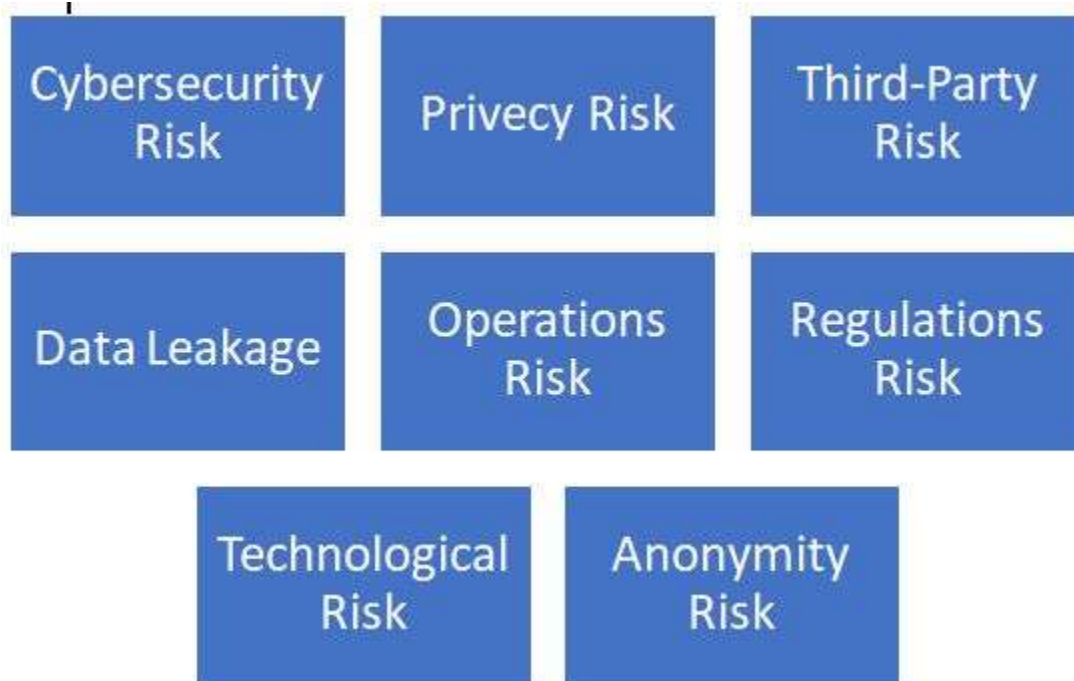 Cybersecurity
Risk
Privecy Risk
Third-Party
Risk
Data Leakage
Operations
Risk
Regulations
Risk
Technological
Risk
Anonymity
Risk